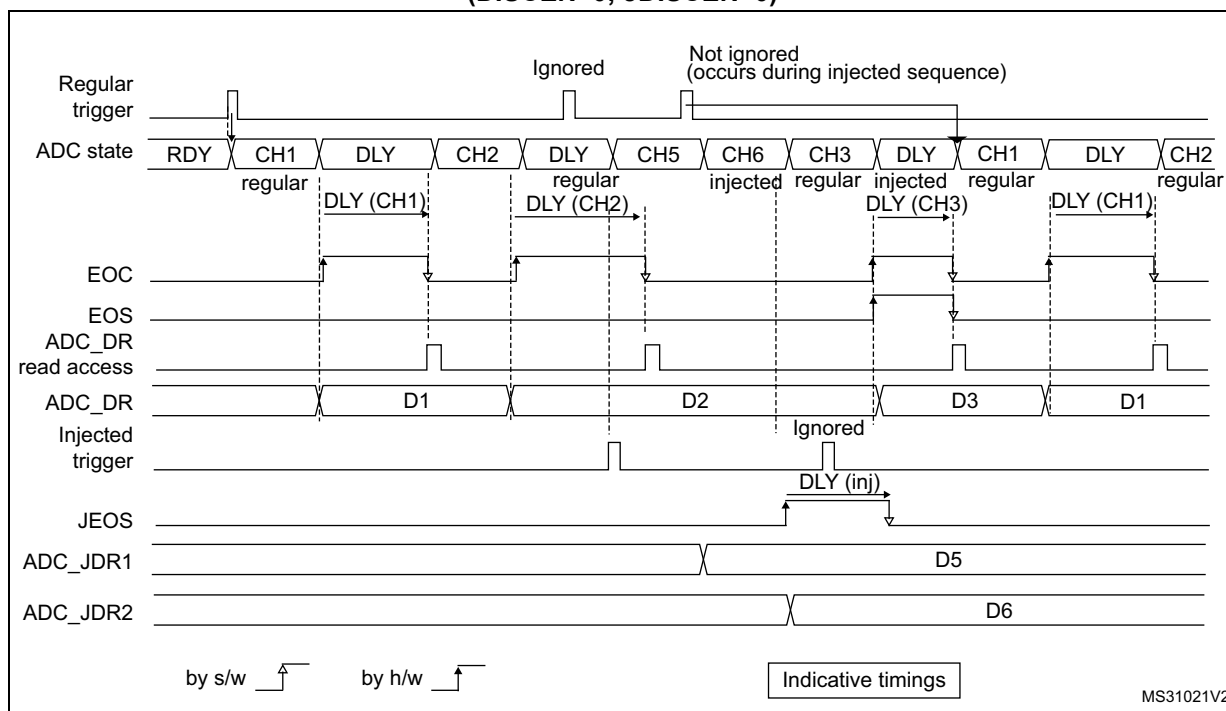 Regular
trigger
Ignored
Not ignored
(occurs during injected sequence)
ADC state
RDY CH1 DLY CH2 DLY CH5 CH6 CH3 DLY CH1 DLY CH2
regular regular injected regular injected regular regular
DLY (CH1) DLY (CH2) DLY (CH3) DLY (CH1)
EOC
EOS
ADC_DR
read access
ADC_DR D1 D2 D3 D1
Injected
trigger
Ignored
DLY (inj)
JEOS
ADC_JDR1 D5
ADC_JDR2 D6
by s/w by h/w Indicative timings
MS31021V2